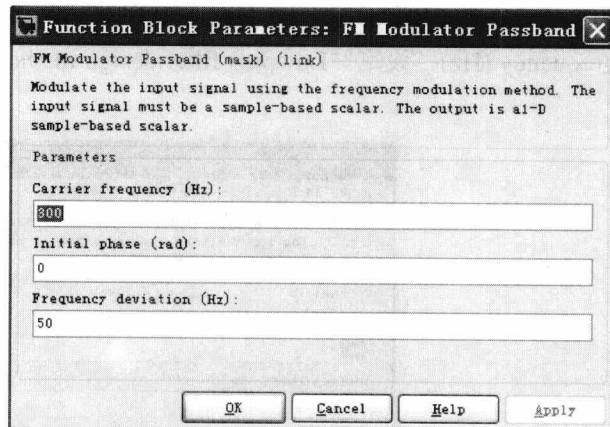 Function Block Parameters: FM Modulator Passband
FM Modulator Passband (mask) (link)
Modulate the input signal using the frequency modulation method. The
input signal must be a sample-based scalar. The output is a1-D
sample-based scalar.
Parameters
Carrier frequency (Hz):
300
Initial phase (rad):
0
Frequency deviation (Hz):
50
OK Cancel Help Apply